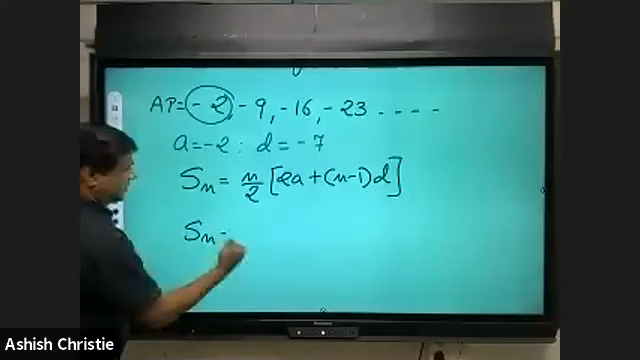 AP= -2, -9, -16, -23 ----
a = -2 : d = -7
Sn = n/2 [2a + (n-1)d]
Sn =
Ashish Christie